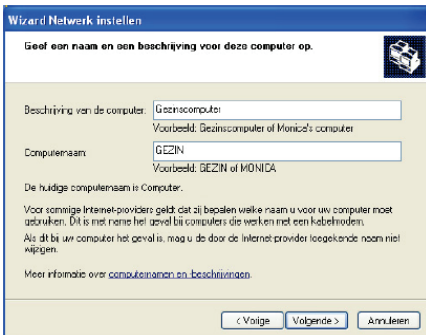 Wizard Netwerk instellen
Geef een naam en een beschrijving voor deze computer op.
Beschrijving van de computer: Gezinscomputer
Voorbeeld: Gezinscomputer of Monica's computer
Computernaam: GEZIN
Voorbeeld: GEZIN of MONICA
De huidige computernaam is Computer.
Voor sommige Internet-providers geldt dat zij bepalen welke naam u voor uw computer moet
gebruiken. Dit is met name het geval bij computers die werken met een kabelmodem.
Als dit bij uw computer het geval is, mag u de door de Internet-provider toegekende naam niet
wijzigen.
Meer informatie over computernamen en -beschrijvingen.
< Vorige Volgende > Annuleren